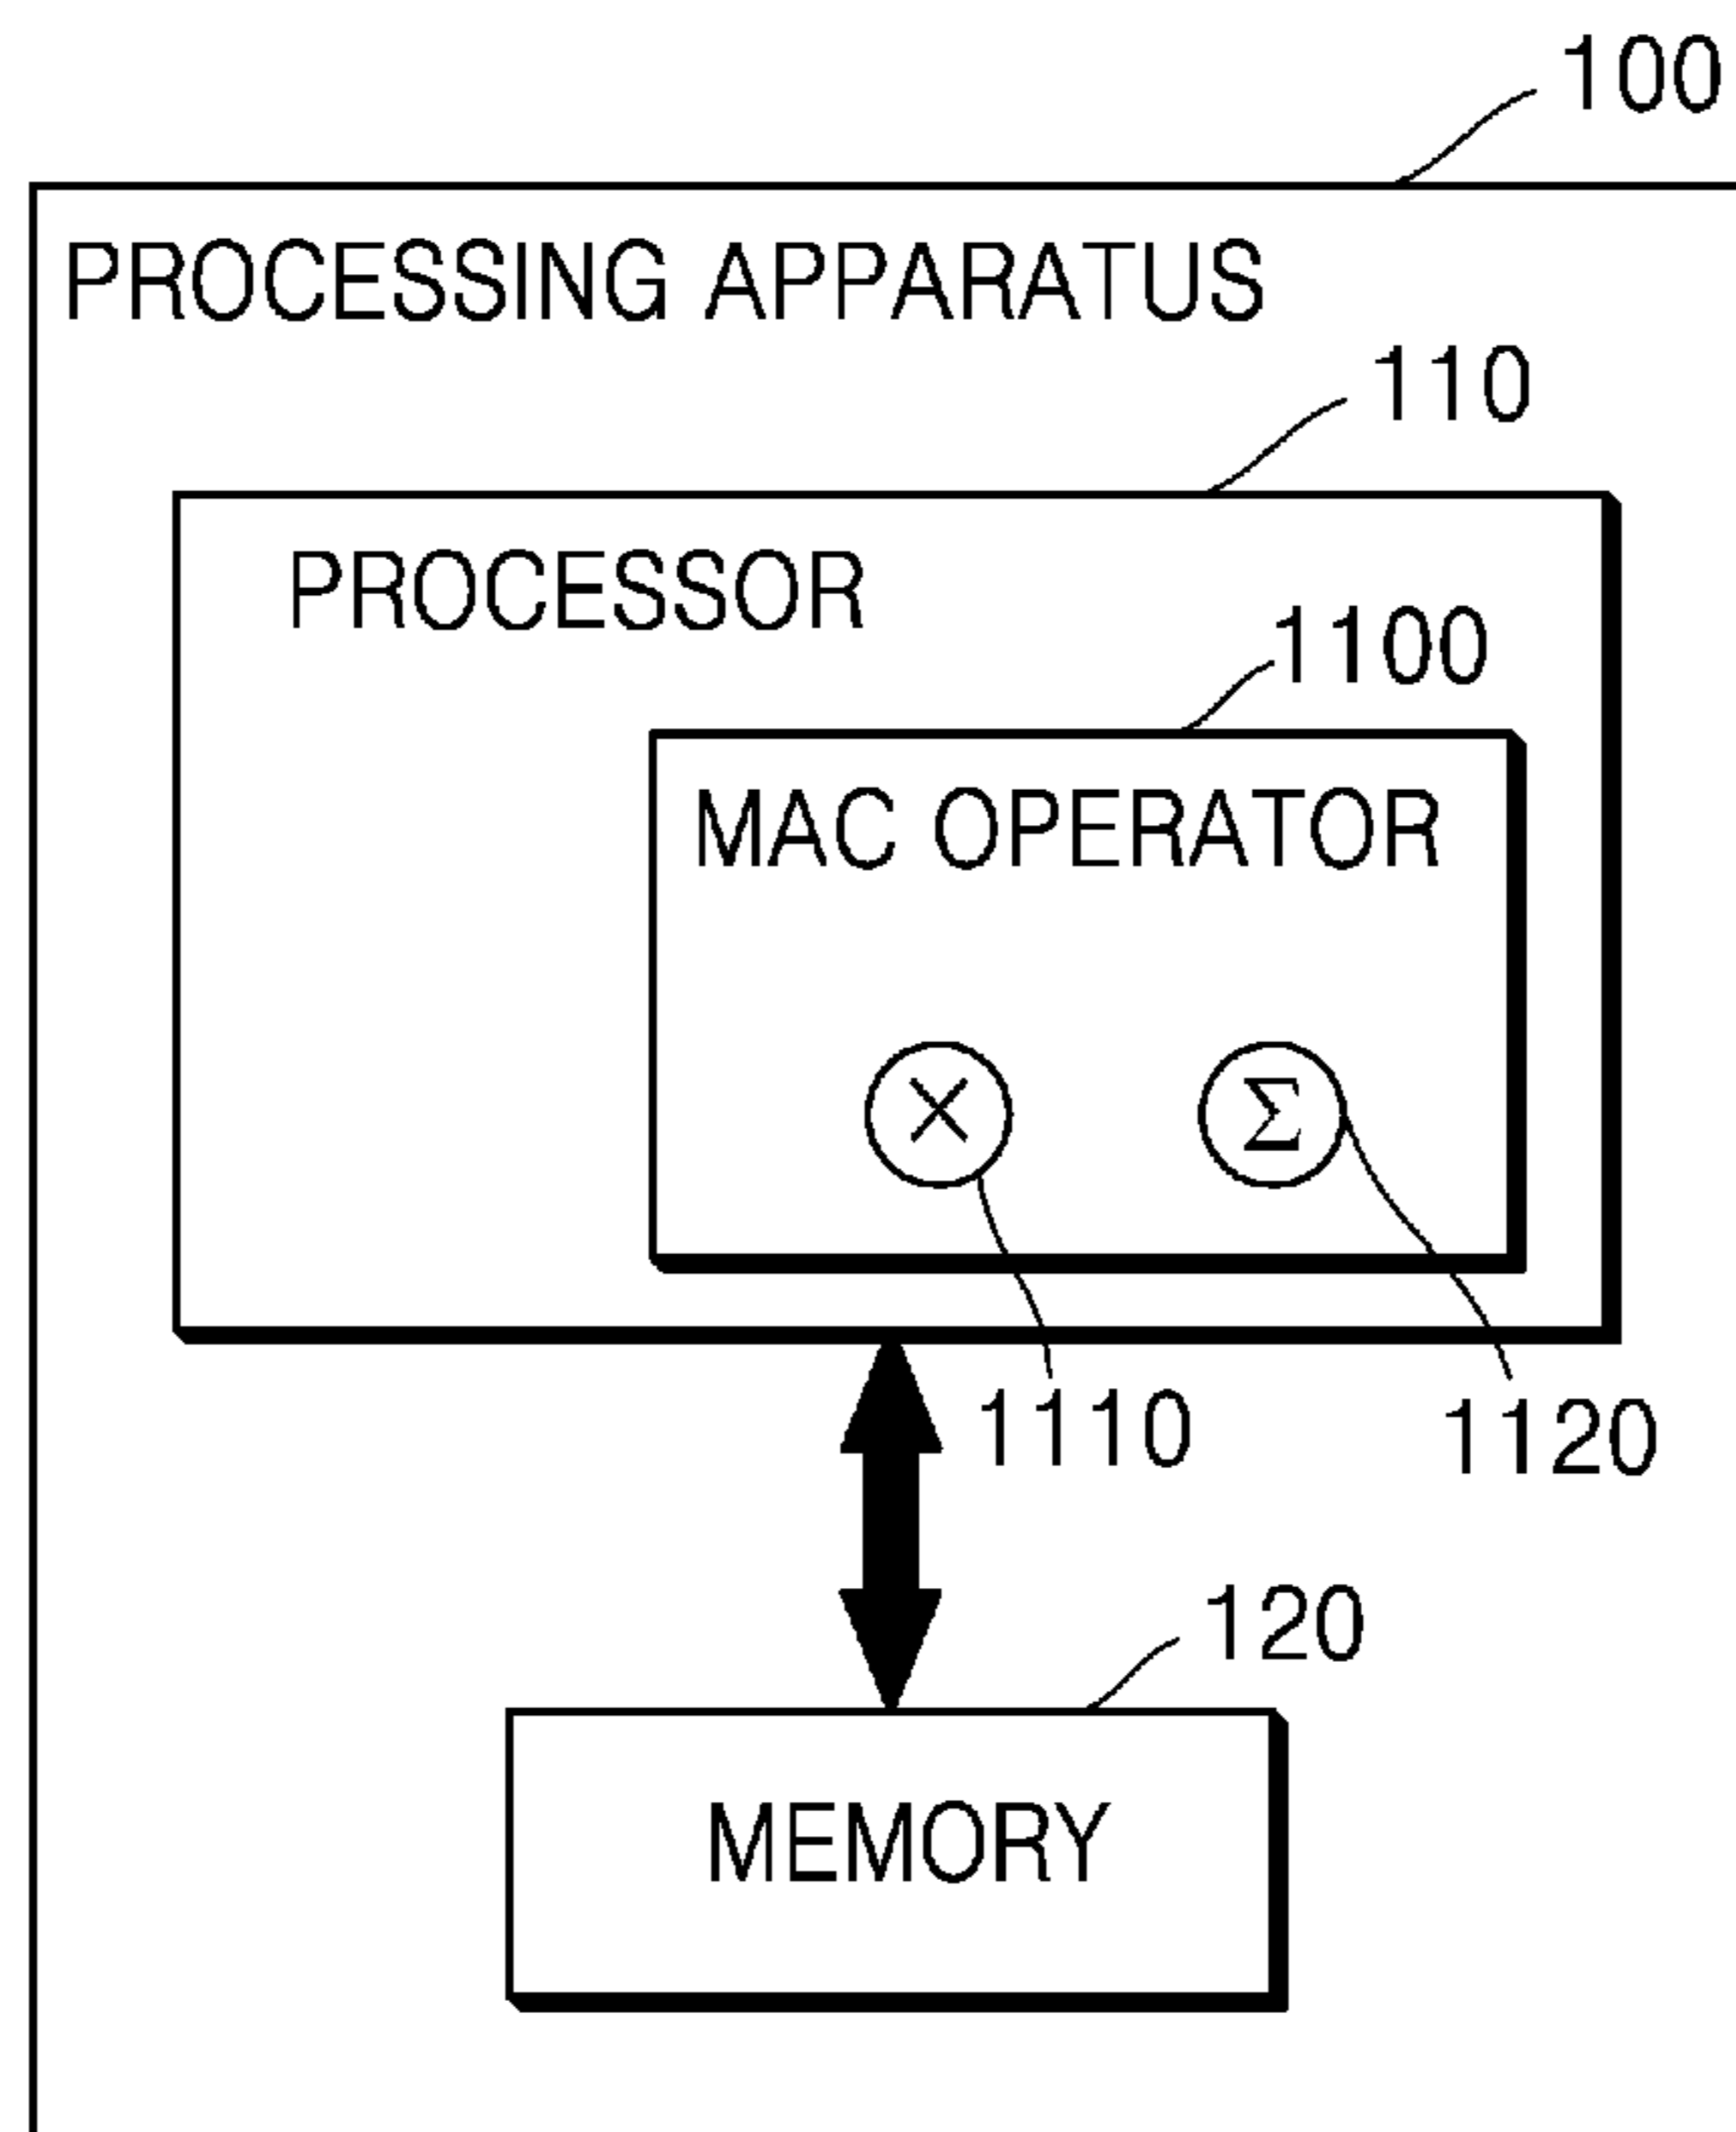 100
PROCESSING APPARATUS
110
PROCESSOR
1100
MAC OPERATOR
× Σ
1110
1120
120
MEMORY